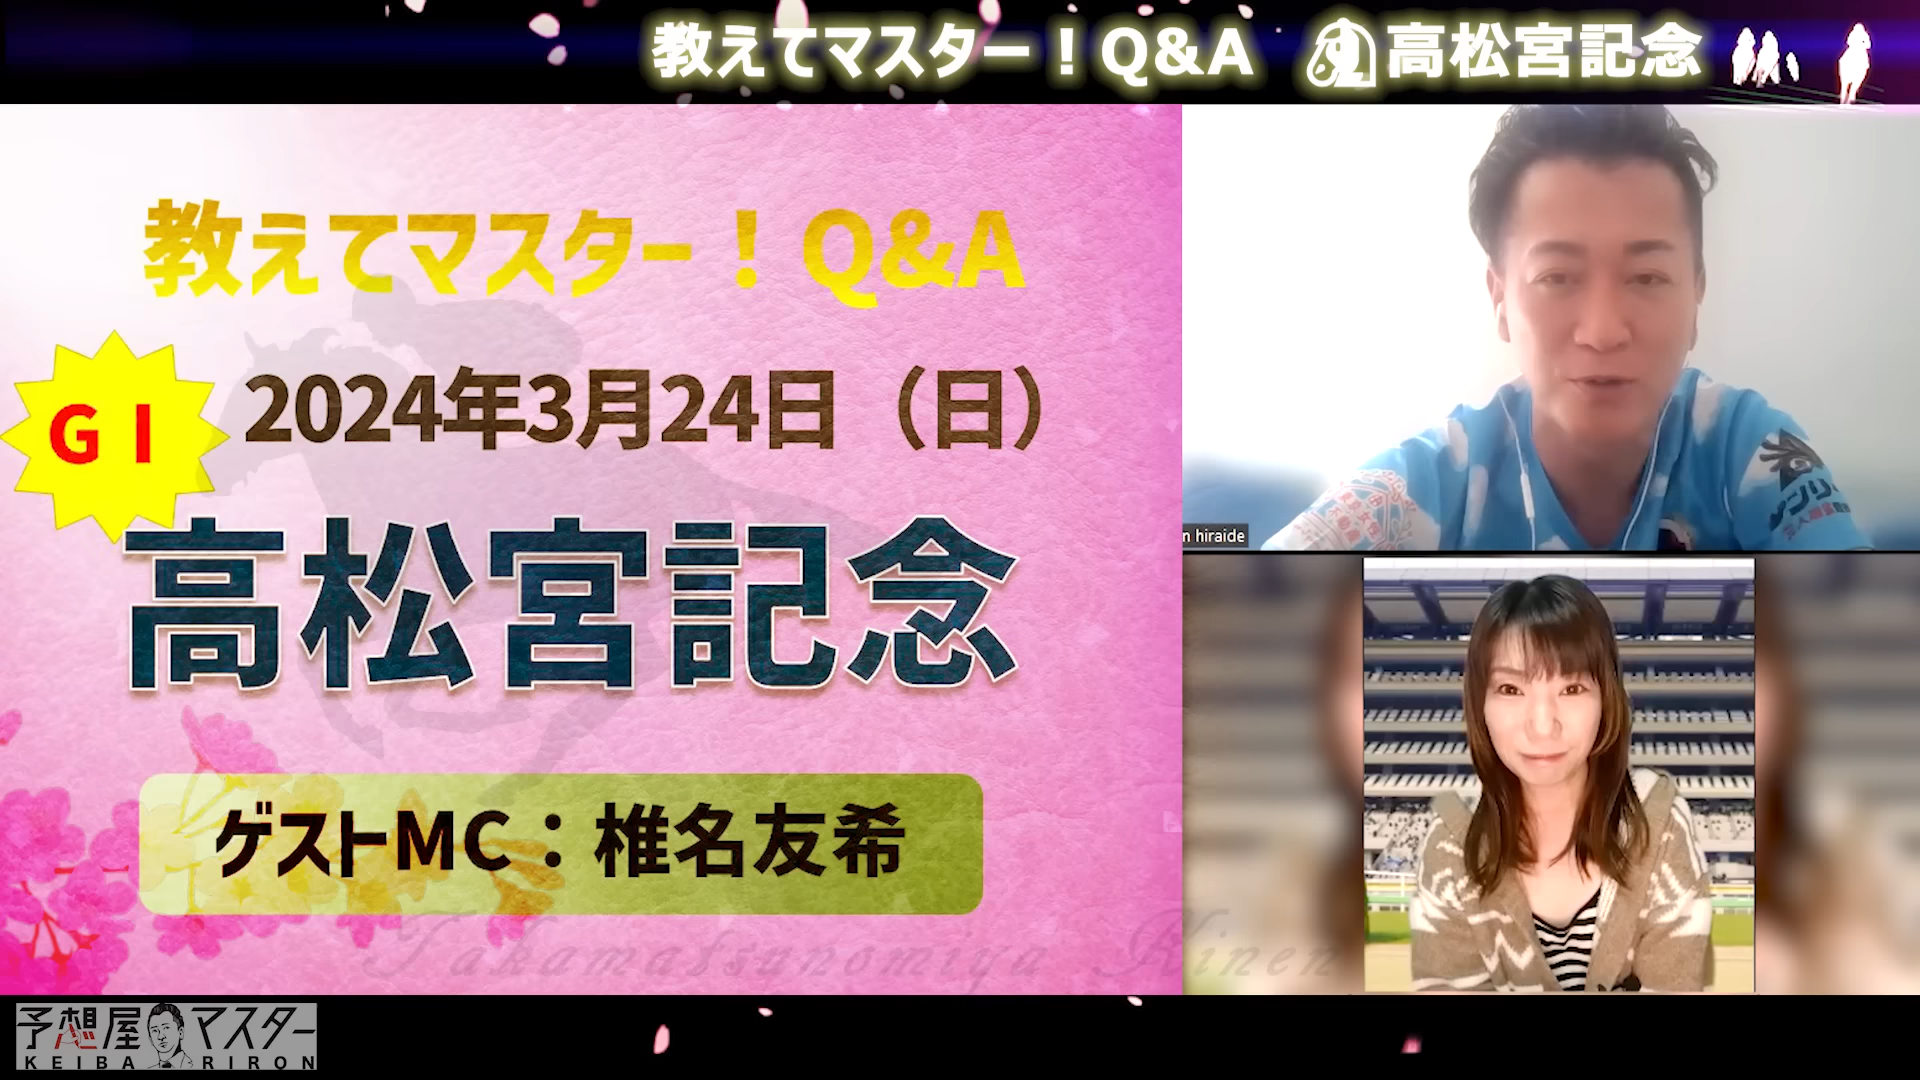 教えてマスター！Q&A 高松宮記念
教えてマスター！Q&A
GI
2024年3月24日（日）
高松宮記念
ゲストMC：椎名友希
Takamatsunomiya Kinen
n hiraide
予想屋マスター
KEIBA RIRON